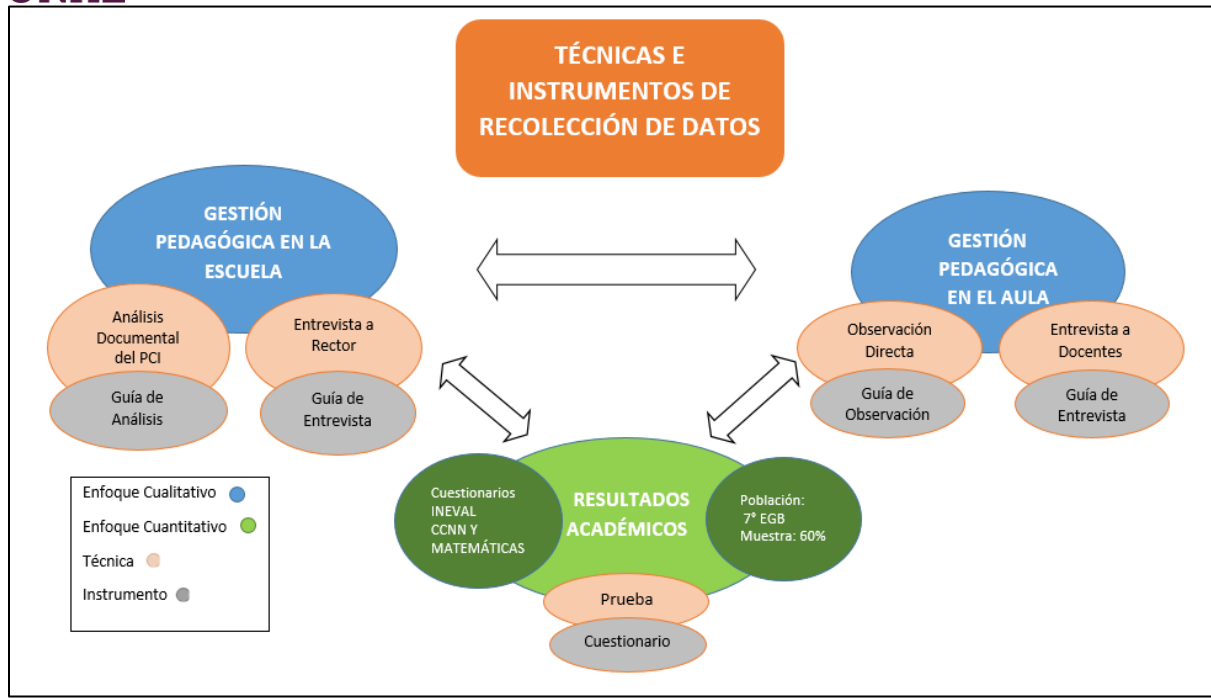 TÉCNICAS E
INSTRUMENTOS DE
RECOLECCIÓN DE DATOS
GESTIÓN
PEDAGÓGICA EN LA
ESCUELA
Análisis
Documental
del PCI
Guía de
Análisis
Entrevista a
Rector
Guía de
Entrevista
GESTIÓN
PEDAGÓGICA
EN EL AULA
Observación
Directa
Guía de
Observación
Entrevista a
Docentes
Guía de
Entrevista
Cuestionarios
INEVAL
CCNN Y
MATEMÁTICAS
RESULTADOS
ACADÉMICOS
Población:
7° EGB
Muestra: 60%
Prueba
Cuestionario
Enfoque Cualitativo
Enfoque Cuantitativo
Técnica
Instrumento